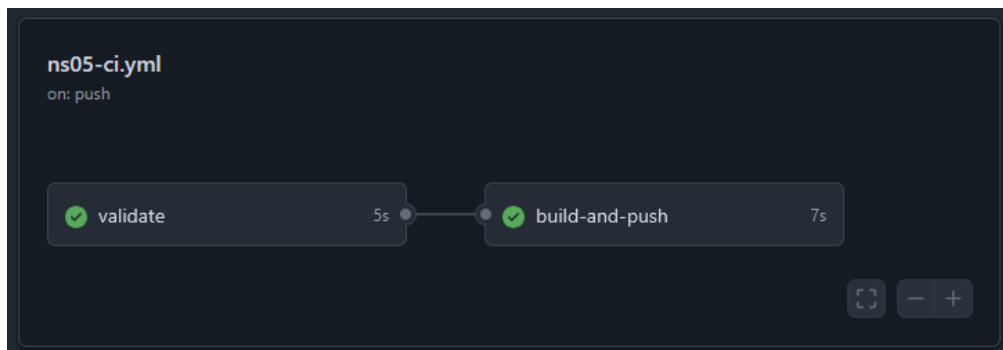 ns05-ci.yml
on: push
validate 5s
build-and-push 7s